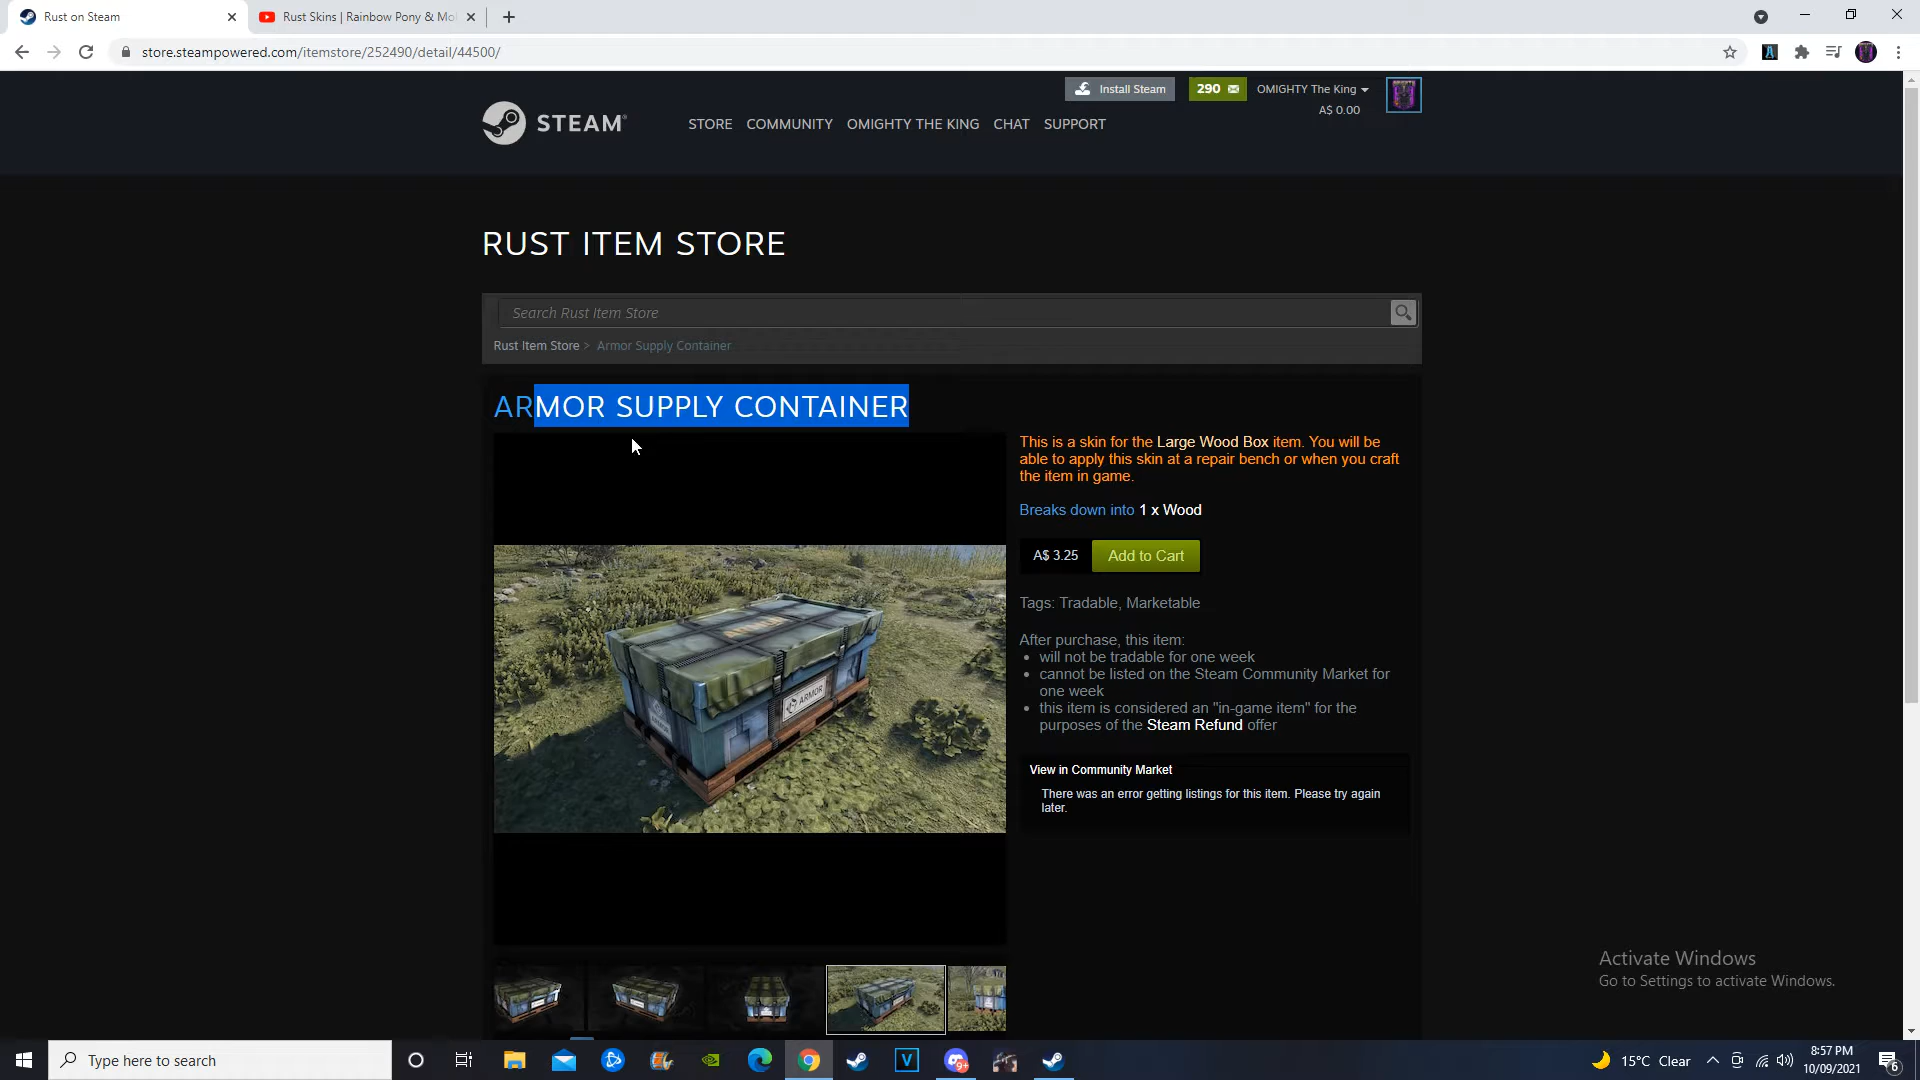 Rust on Steam
Rust Skins | Rainbow Pony & Mo
store.steampowered.com/itemstore/252490/detail/44500/
Install Steam
290
OMIGHTY The King
A$ 0.00
STEAM
STORE COMMUNITY OMIGHTY THE KING CHAT SUPPORT
RUST ITEM STORE
Search Rust Item Store
Rust Item Store > Armor Supply Container
ARMOR SUPPLY CONTAINER
This is a skin for the Large Wood Box item. You will be
able to apply this skin at a repair bench or when you craft
the item in game.
Breaks down into 1 x Wood
A$ 3.25 Add to Cart
Tags: Tradable, Marketable
After purchase, this item:
will not be tradable for one week
cannot be listed on the Steam Community Market for
one week
this item is considered an "in-game item" for the
purposes of the Steam Refund offer
View in Community Market
There was an error getting listings for this item. Please try again
later.
ARMOR
ARMOR
Activate Windows
Go to Settings to activate Windows.
Type here to search
V
15°C Clear
8:57 PM
10/09/2021
6